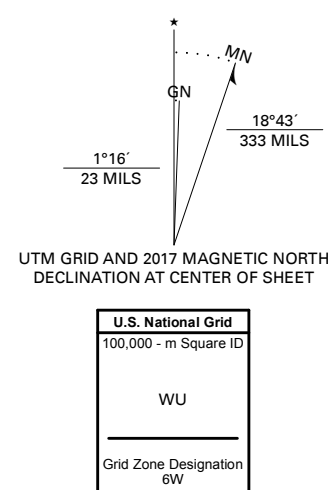 ★
MN
GN
18°43´
333 MILS
1°16´
23 MILS
UTM GRID AND 2017 MAGNETIC NORTH
DECLINATION AT CENTER OF SHEET
U.S. National Grid
100,000 - m Square ID
WU
Grid Zone Designation
6W